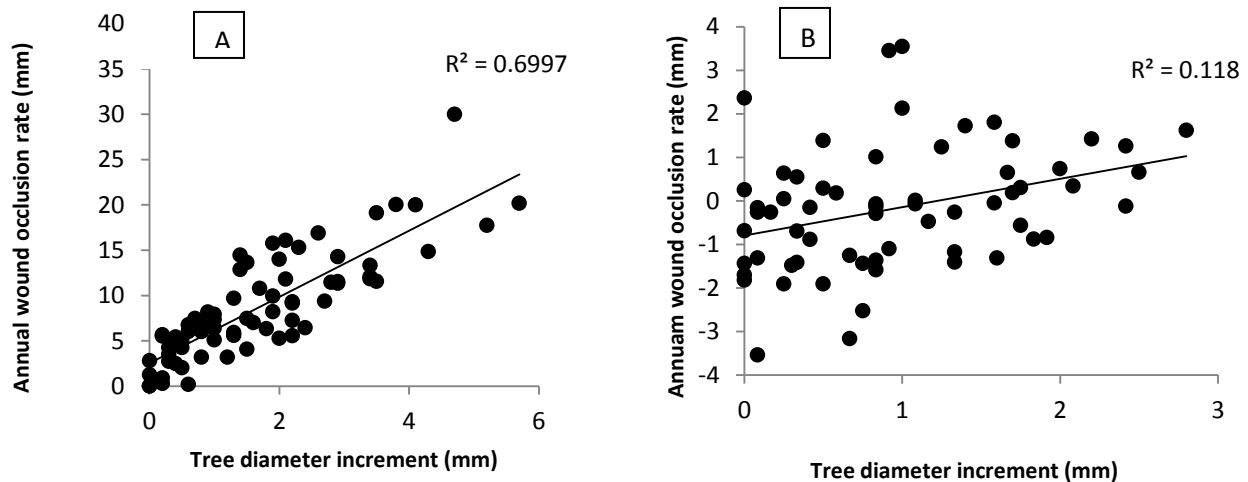 A
R² = 0.6997
Annual wound occlusion rate (mm)
40
35
30
25
20
15
10
5
0
0 2 4 6
Tree diameter increment (mm)
B
R² = 0.118
Annuam wound occlusion rate (mm)
4
3
2
1
0
-1
-2
-3
-4
0 1 2 3
Tree diameter increment (mm)